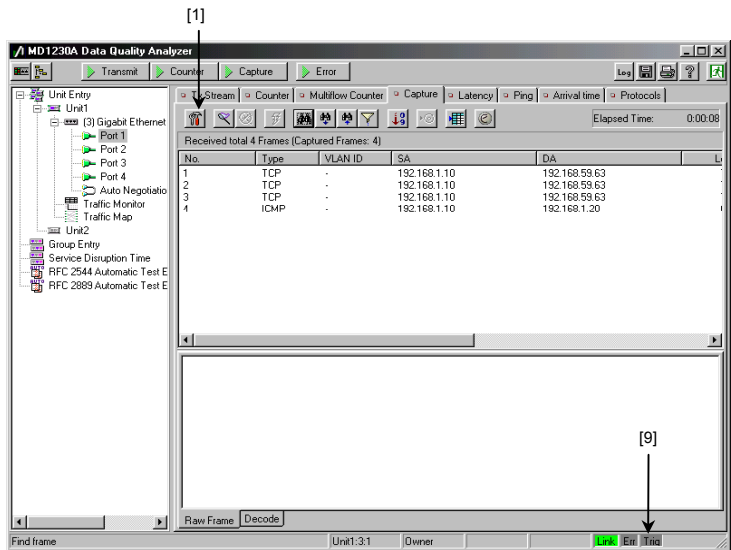 [1]
MD1230A Data Quality Analyzer
Transmit Counter Capture Error Log
Unit Entry
Unit1
(3) Gigabit Ethernet
Port 1
Port 2
Port 3
Port 4
Auto Negotiatio
Traffic Monitor
Traffic Map
Unit2
Group Entry
Service Disruption Time
RFC 2544 Automatic Test E
RFC 2889 Automatic Test E
Tx Stream Counter Multiflow Counter Capture Latency Ping Arrival time Protocols
Elapsed Time: 0:00:08
Received total 4 Frames (Captured Frames: 4)
No. Type VLAN ID SA DA
1 TCP - 192.168.1.10 192.168.59.63
2 TCP - 192.168.1.10 192.168.59.63
3 TCP - 192.168.1.10 192.168.59.63
4 ICMP - 192.168.1.10 192.168.1.20
[9]
Raw Frame Decode
Find frame Unit1:3:1 Owner Link Err Trig